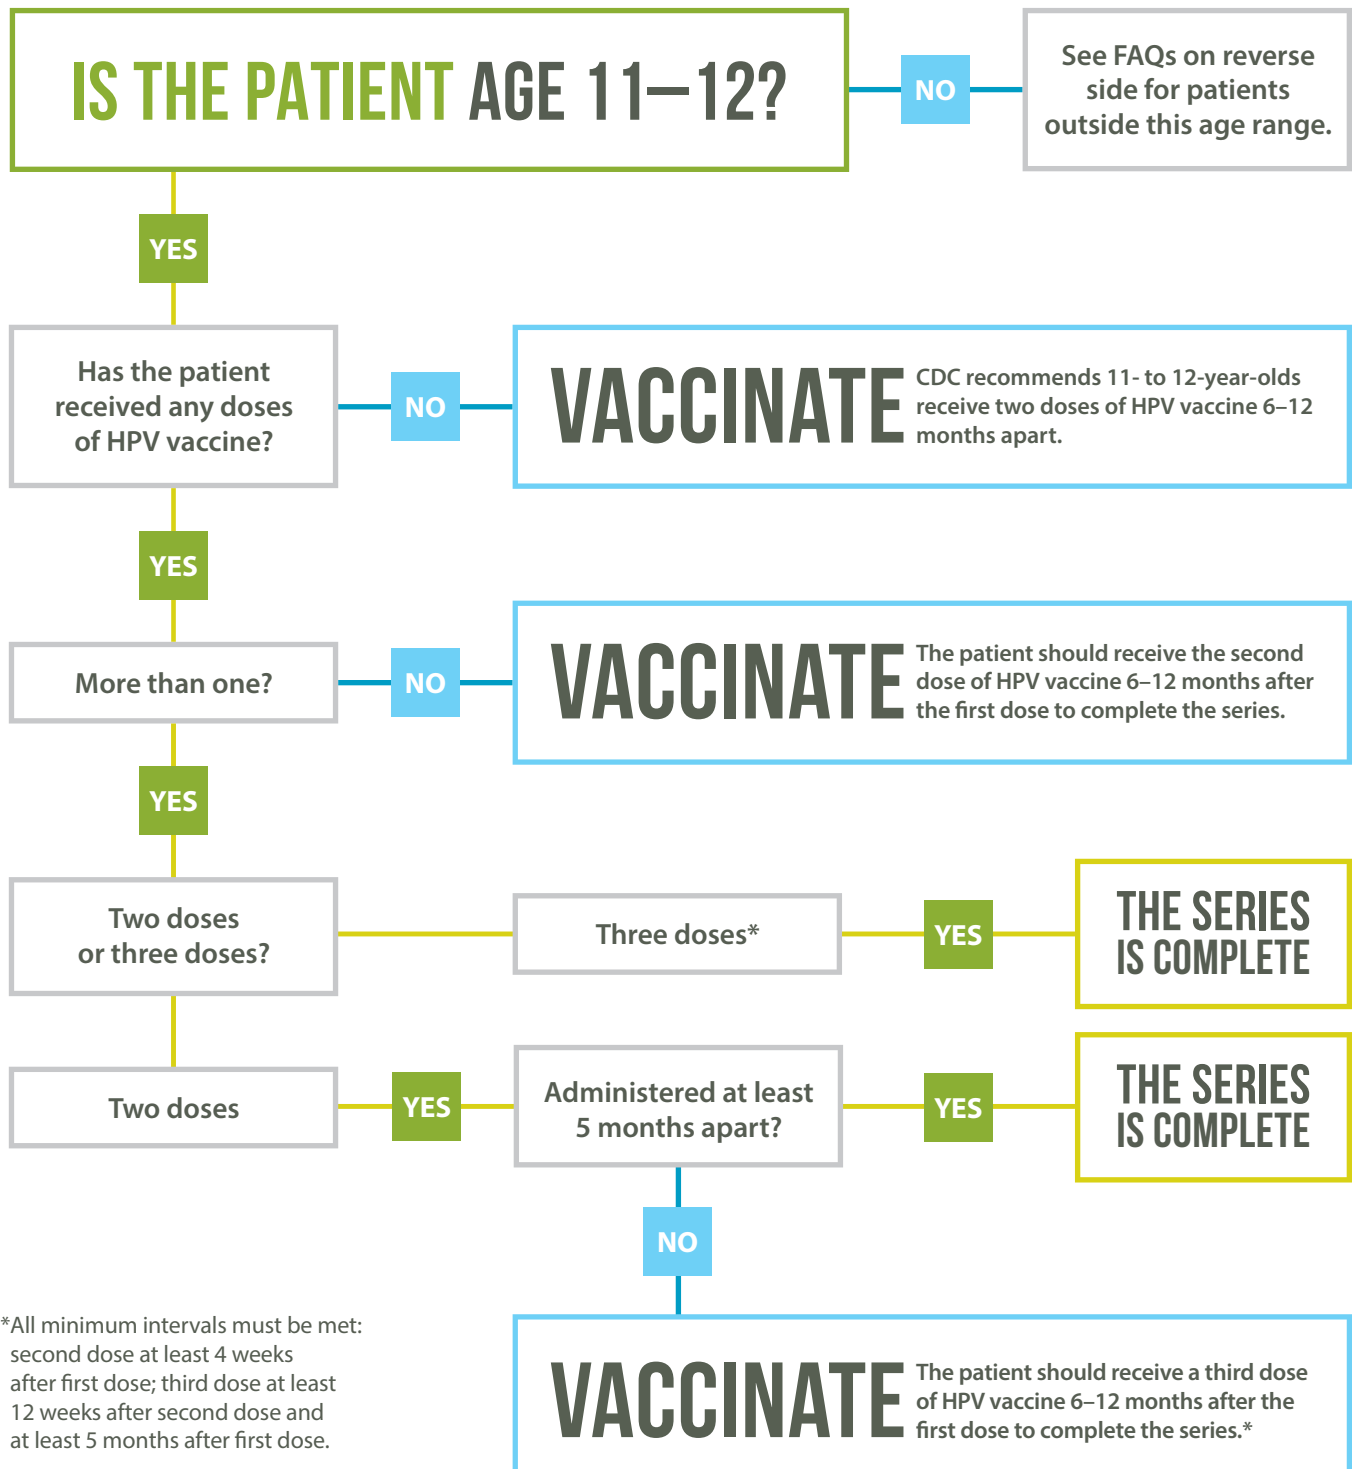 IS THE PATIENT AGE 11–12?
NO
See FAQs on reverse
side for patients
outside this age range.
YES
Has the patient
received any doses
of HPV vaccine?
NO
VACCINATE
CDC recommends 11- to 12-year-olds
receive two doses of HPV vaccine 6–12
months apart.
YES
More than one?
NO
VACCINATE
The patient should receive the second
dose of HPV vaccine 6–12 months after
the first dose to complete the series.
YES
Two doses
or three doses?
Three doses*
YES
THE SERIES
IS COMPLETE
Two doses
YES
Administered at least
5 months apart?
YES
THE SERIES
IS COMPLETE
NO
*All minimum intervals must be met:
second dose at least 4 weeks
after first dose; third dose at least
12 weeks after second dose and
at least 5 months after first dose.
VACCINATE
The patient should receive a third dose
of HPV vaccine 6–12 months after the
first dose to complete the series.*